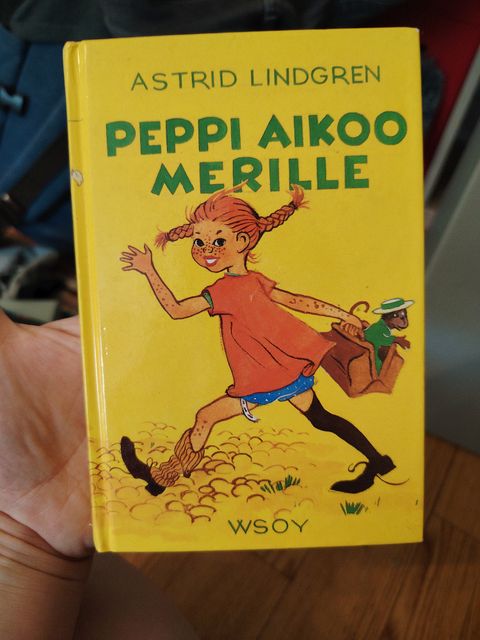 ASTRID LINDGREN
PEPPI AIKOO
MERILLE
WSOY